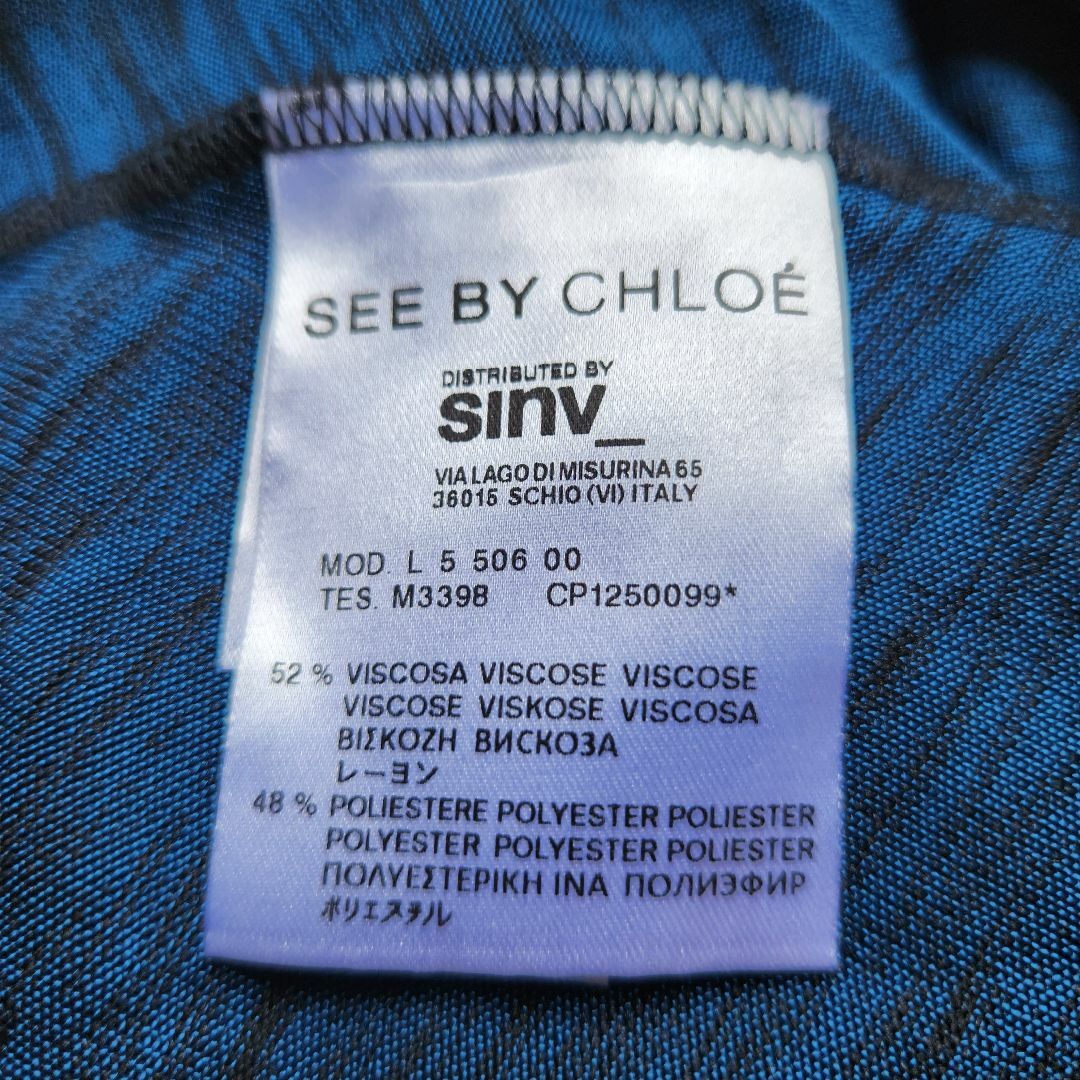 SEE BY CHLOÉ
DISTRIBUTED BY
sınv_
VIA LAGO DI MISURINA 65
36015 SCHIO (VI) ITALY
MOD. L 5 506 00
TES. M3398 CP1250099*
52 % VISCOSA VISCOSE VISCOSE
VISCOSE VISKOSE VISCOSA
ΒΙΣΚΟΖΗ ВИСКОЗА
レーヨン
48 % POLIESTERE POLYESTER POLIESTER
POLYESTER POLYESTER POLIESTER
ΠΟΛΥΕΣΤΕΡΙΚΗ ΙΝΑ ПОЛИЭФИР
ポリエステル